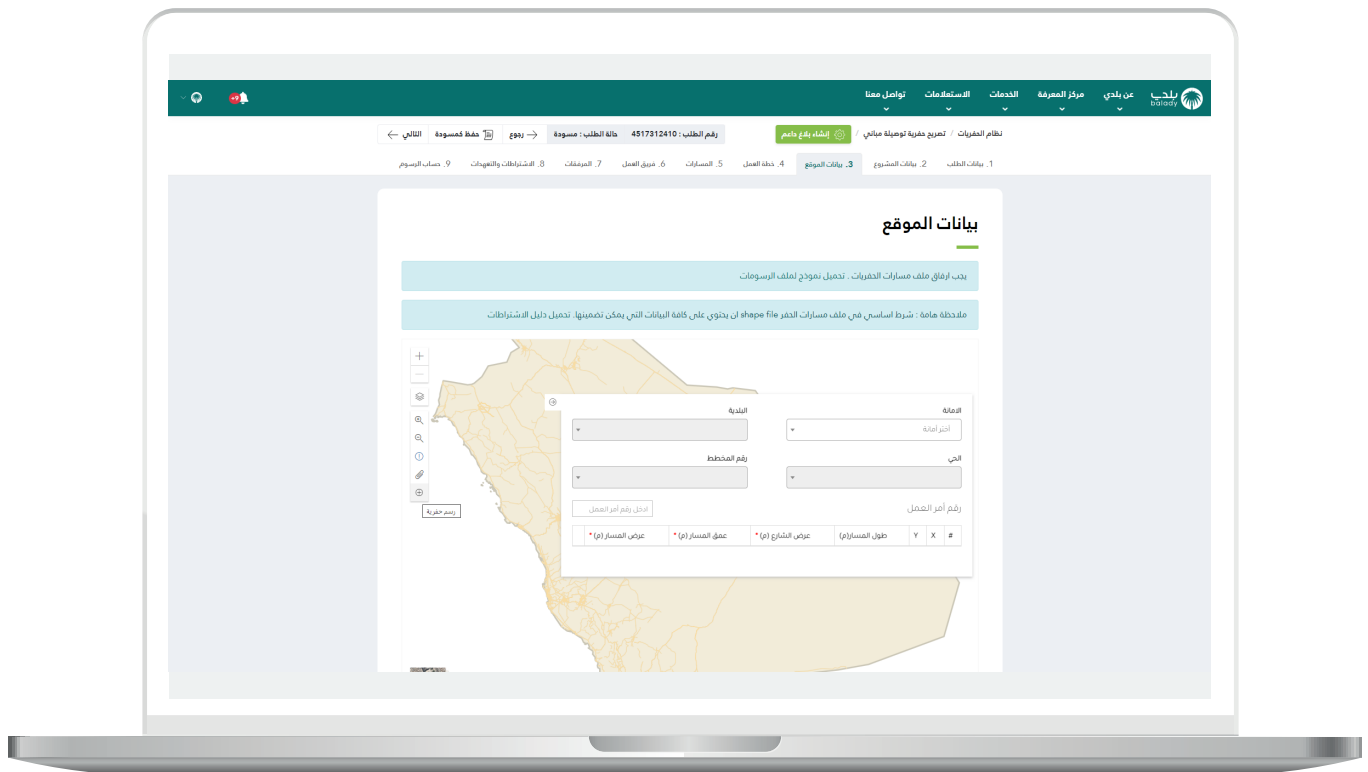 بلدي balady عن بلدي مركز المعرفة الخدمات الاستعلامات تواصل معنا +9
نظام الحفريات / تصريح حفرية توصيلة مباني / إنشاء بلاغ داعم رقم الطلب : 4517312410 حالة الطلب : مسودة رجوع حفظ كمسودة التالي
1. بيانات الطلب 2. بيانات المشروع 3. بيانات الموقع 4. خطة العمل 5. المسارات 6. فريق العمل 7. المرفقات 8. الاشتراطات والتعهدات 9. حساب الرسوم
بيانات الموقع
يجب ارفاق ملف مسارات الحفريات . تحميل نموذج لملف الرسومات
ملاحظة هامة : شرط اساسي في ملف مسارات الحفر shape file ان يحتوي على كافة البيانات التي يمكن تضمينها. تحميل دليل الاشتراطات
الامانة البلدية
اختر أمانة
الحي رقم المخطط
رقم أمر العمل ادخل رقم أمر العمل
# X Y طول المسار(م) عرض الشارع (م) * عمق المسار (م) * عرض المسار (م) *
رسم حفرية